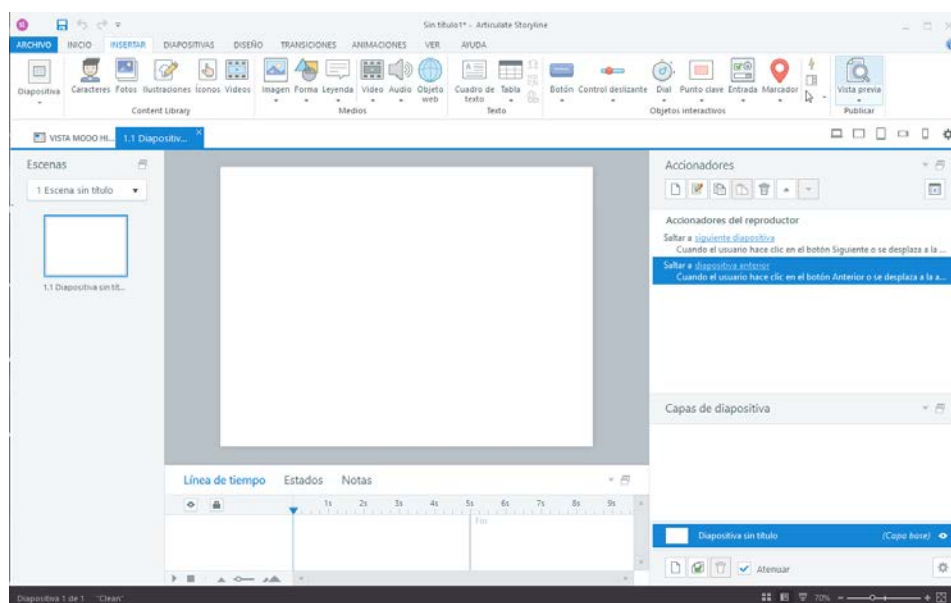 Sin título1* - Articulate Storyline
ARCHIVO INICIO INSERTAR DIAPOSITIVAS DISEÑO TRANSICIONES ANIMACIONES VER AYUDA
Diapositiva Caracteres Fotos Ilustraciones Íconos Videos Imagen Forma Leyenda Video Audio Objeto web Cuadro de texto Tabla Botón Control deslizante Dial Punto clave Entrada Marcador Vista previa
Content Library Medios Texto Objetos interactivos Publicar
VISTA MODO HI... 1.1 Diapositiv...
Escenas
1 Escena sin título
1.1 Diapositiva sin tít...
Accionadores
Accionadores del reproductor
Saltar a siguiente diapositiva
Cuando el usuario hace clic en el botón Siguiente o se desplaza a la ...
Saltar a diapositiva anterior
Cuando el usuario hace clic en el botón Anterior o se desplaza a la a...
Capas de diapositiva
Línea de tiempo Estados Notas
1s 2s 3s 4s 5s 6s 7s 8s 9s
Fin
Diapositiva sin título (Capa base)
Atenuar
Diapositiva 1 de 1 "Clean" 70%